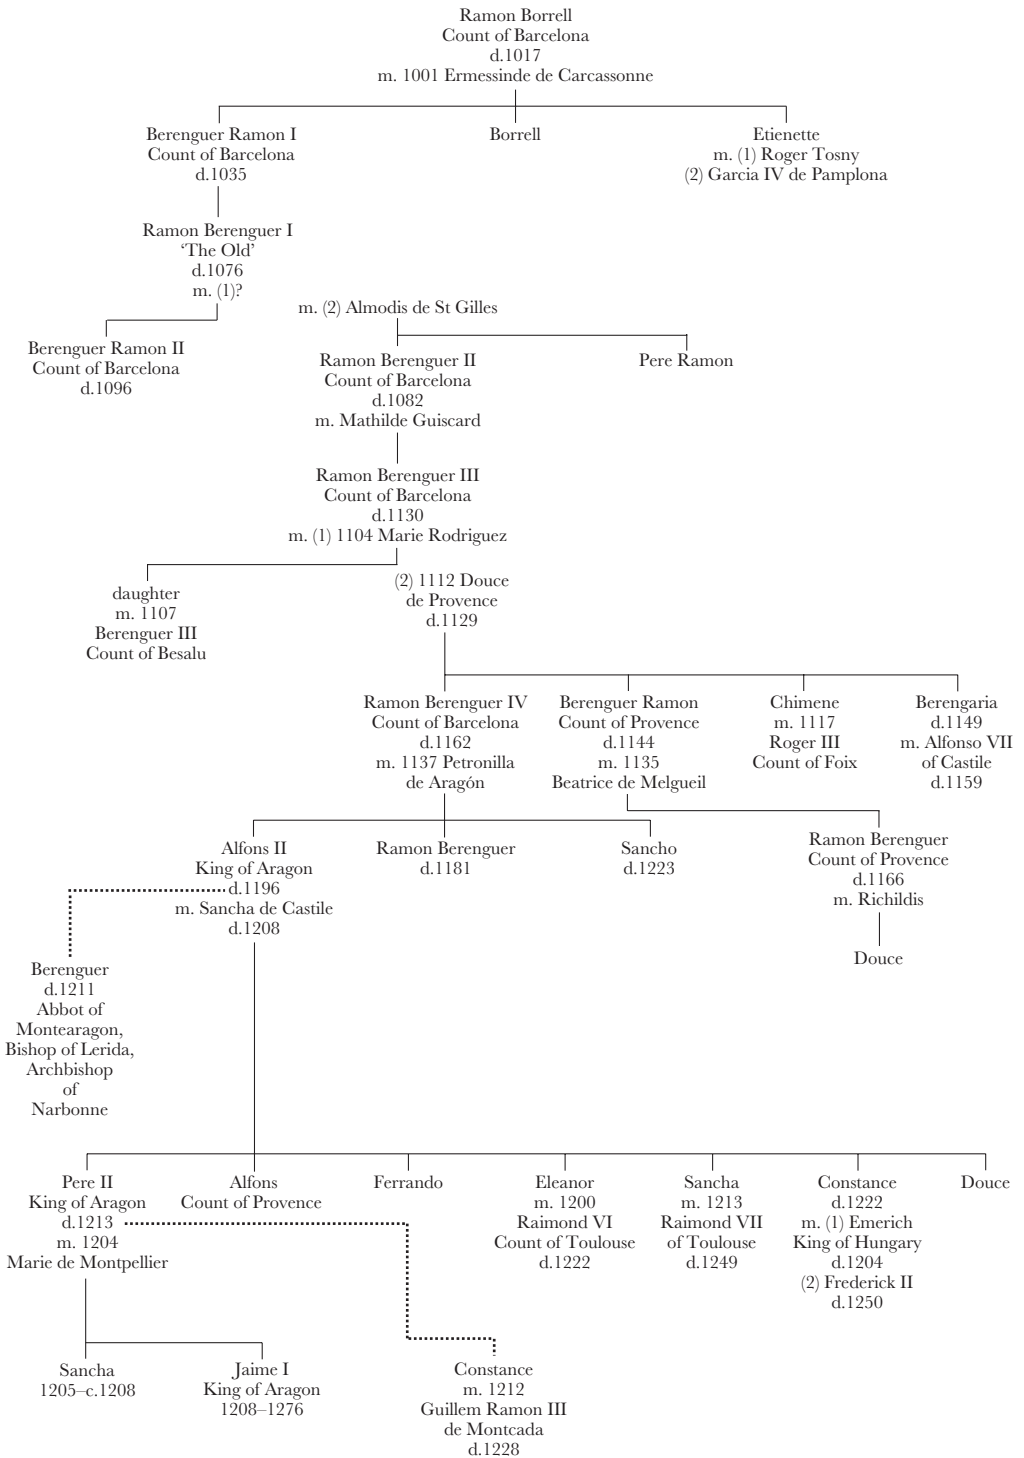 Ramon Borrell
Count of Barcelona
d.1017
m. 1001 Ermessinde de Carcassonne
Berenguer Ramon I
Count of Barcelona
d.1035
Borrell
Etienette
m. (1) Roger Tosny
(2) Garcia IV de Pamplona
Ramon Berenguer I
‘The Old’
d.1076
m. (1)?
m. (2) Almodis de St Gilles
Berenguer Ramon II
Count of Barcelona
d.1096
Ramon Berenguer II
Count of Barcelona
d.1082
m. Mathilde Guiscard
Pere Ramon
Ramon Berenguer III
Count of Barcelona
d.1130
m. (1) 1104 Marie Rodriguez
daughter
m. 1107
Berenguer III
Count of Besalu
(2) 1112 Douce
de Provence
d.1129
Ramon Berenguer IV
Count of Barcelona
d.1162
m. 1137 Petronilla
de Aragón
Berenguer Ramon
Count of Provence
d.1144
m. 1135
Beatrice de Melgueil
Chimene
m. 1117
Roger III
Count of Foix
Berengaria
d.1149
m. Alfonso VII
of Castile
d.1159
Alfons II
King of Aragon
d.1196
m. Sancha de Castile
d.1208
Ramon Berenguer
d.1181
Sancho
d.1223
Ramon Berenguer
Count of Provence
d.1166
m. Richildis
Douce
Berenguer
d.1211
Abbot of
Montearagon,
Bishop of Lerida,
Archbishop
of
Narbonne
Pere II
King of Aragon
d.1213
m. 1204
Marie de Montpellier
Alfons
Count of Provence
Ferrando
Eleanor
m. 1200
Raimond VI
Count of Toulouse
d.1222
Sancha
m. 1213
Raimond VII
of Toulouse
d.1249
Constance
d.1222
m. (1) Emerich
King of Hungary
d.1204
(2) Frederick II
d.1250
Douce
Sancha
1205–c.1208
Jaime I
King of Aragon
1208–1276
Constance
m. 1212
Guillem Ramon III
de Montcada
d.1228